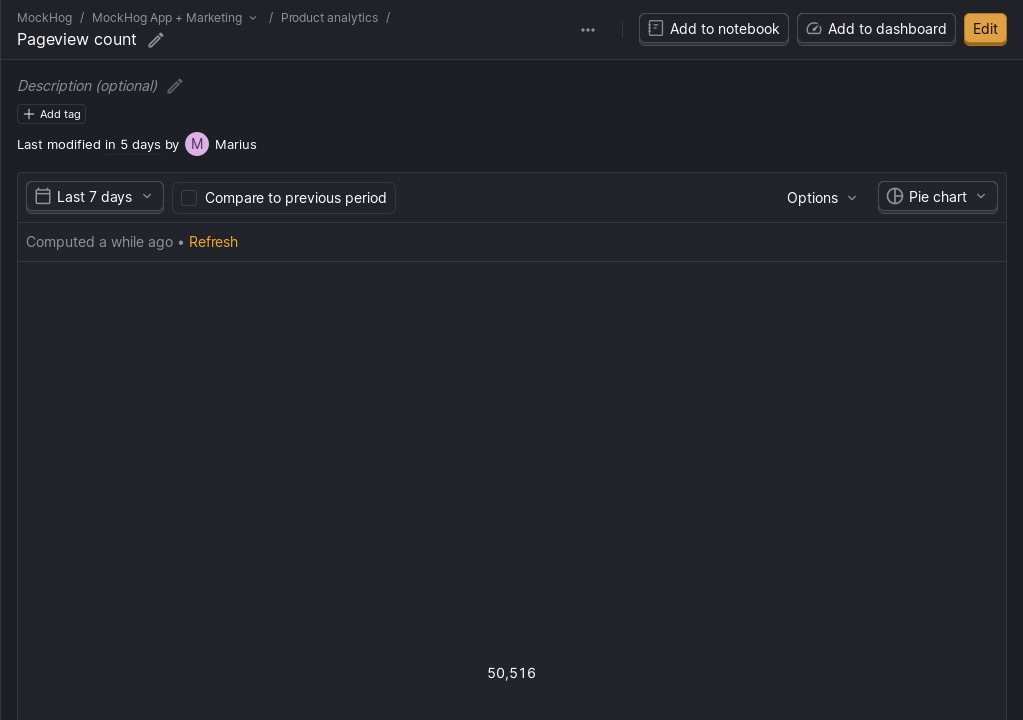 MockHog / MockHog App + Marketing / Product analytics /
Pageview count
Add to notebook
Add to dashboard
Edit
Description (optional)
Add tag
Last modified in 5 days by M Marius
Last 7 days
Compare to previous period
Options
Pie chart
Computed a while ago • Refresh
50,516